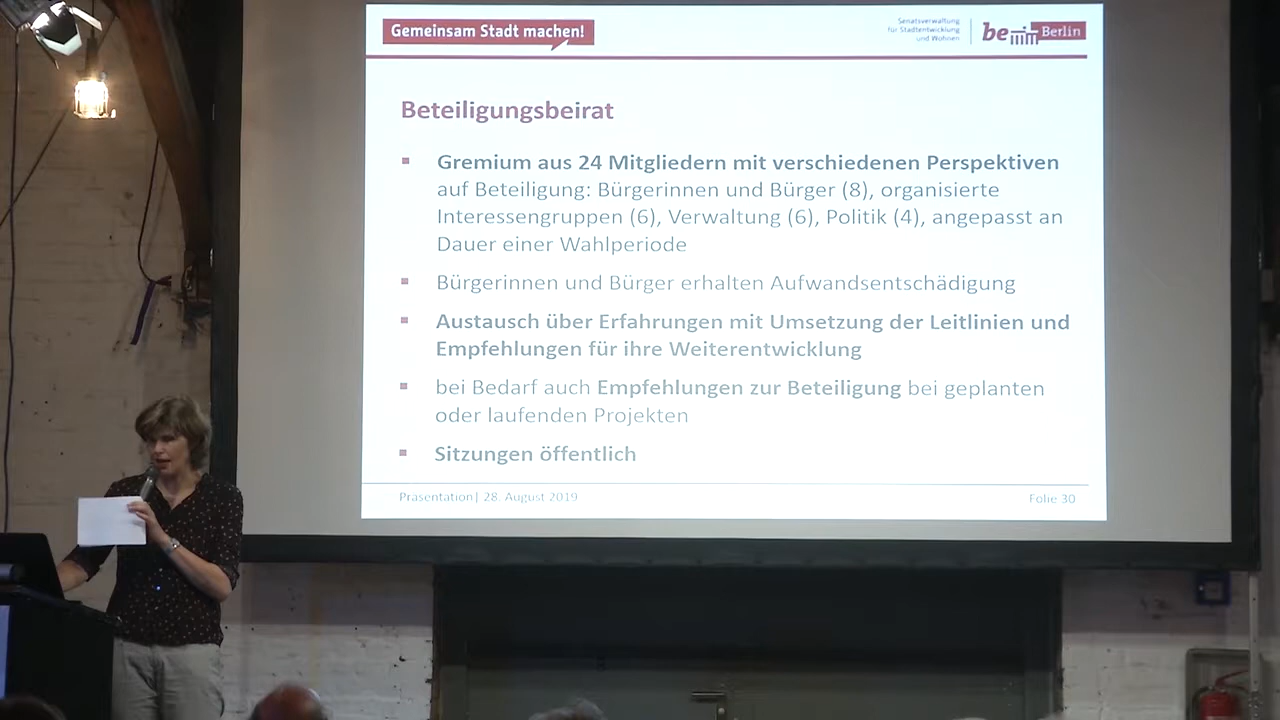 Gemeinsam Stadt machen!
Senatsverwaltung
für Stadtentwicklung
und Wohnen
be Berlin
Beteiligungsbeirat
▪ Gremium aus 24 Mitgliedern mit verschiedenen Perspektiven
auf Beteiligung: Bürgerinnen und Bürger (8), organisierte
Interessengruppen (6), Verwaltung (6), Politik (4), angepasst an
Dauer einer Wahlperiode
▪ Bürgerinnen und Bürger erhalten Aufwandsentschädigung
▪ Austausch über Erfahrungen mit Umsetzung der Leitlinien und
Empfehlungen für ihre Weiterentwicklung
▪ bei Bedarf auch Empfehlungen zur Beteiligung bei geplanten
oder laufenden Projekten
▪ Sitzungen öffentlich
Präsentation| 28. August 2019
Folie 30